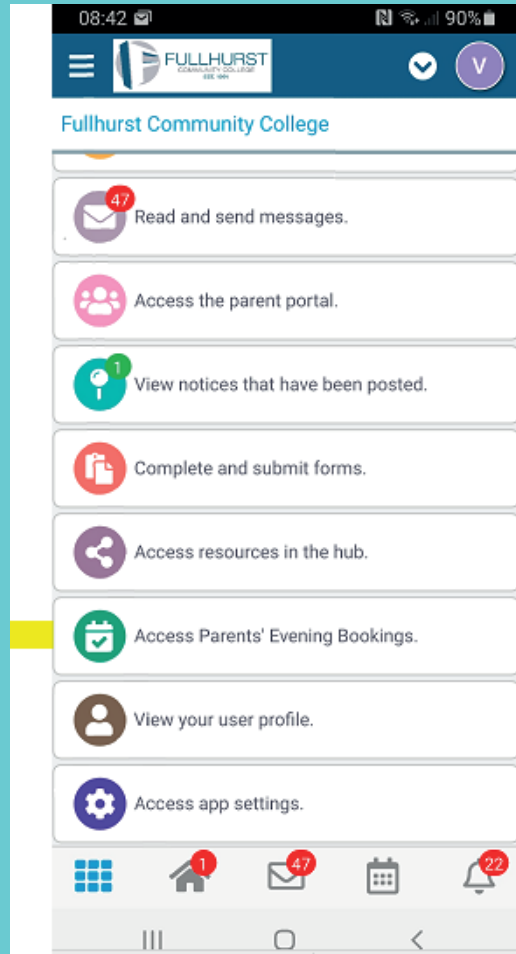 08:42 90%
FULLHURST
COMMUNITY COLLEGE
V
Fullhurst Community College
47
Read and send messages.
Access the parent portal.
1
View notices that have been posted.
Complete and submit forms.
Access resources in the hub.
Access Parents' Evening Bookings.
View your user profile.
Access app settings.
1 47 22